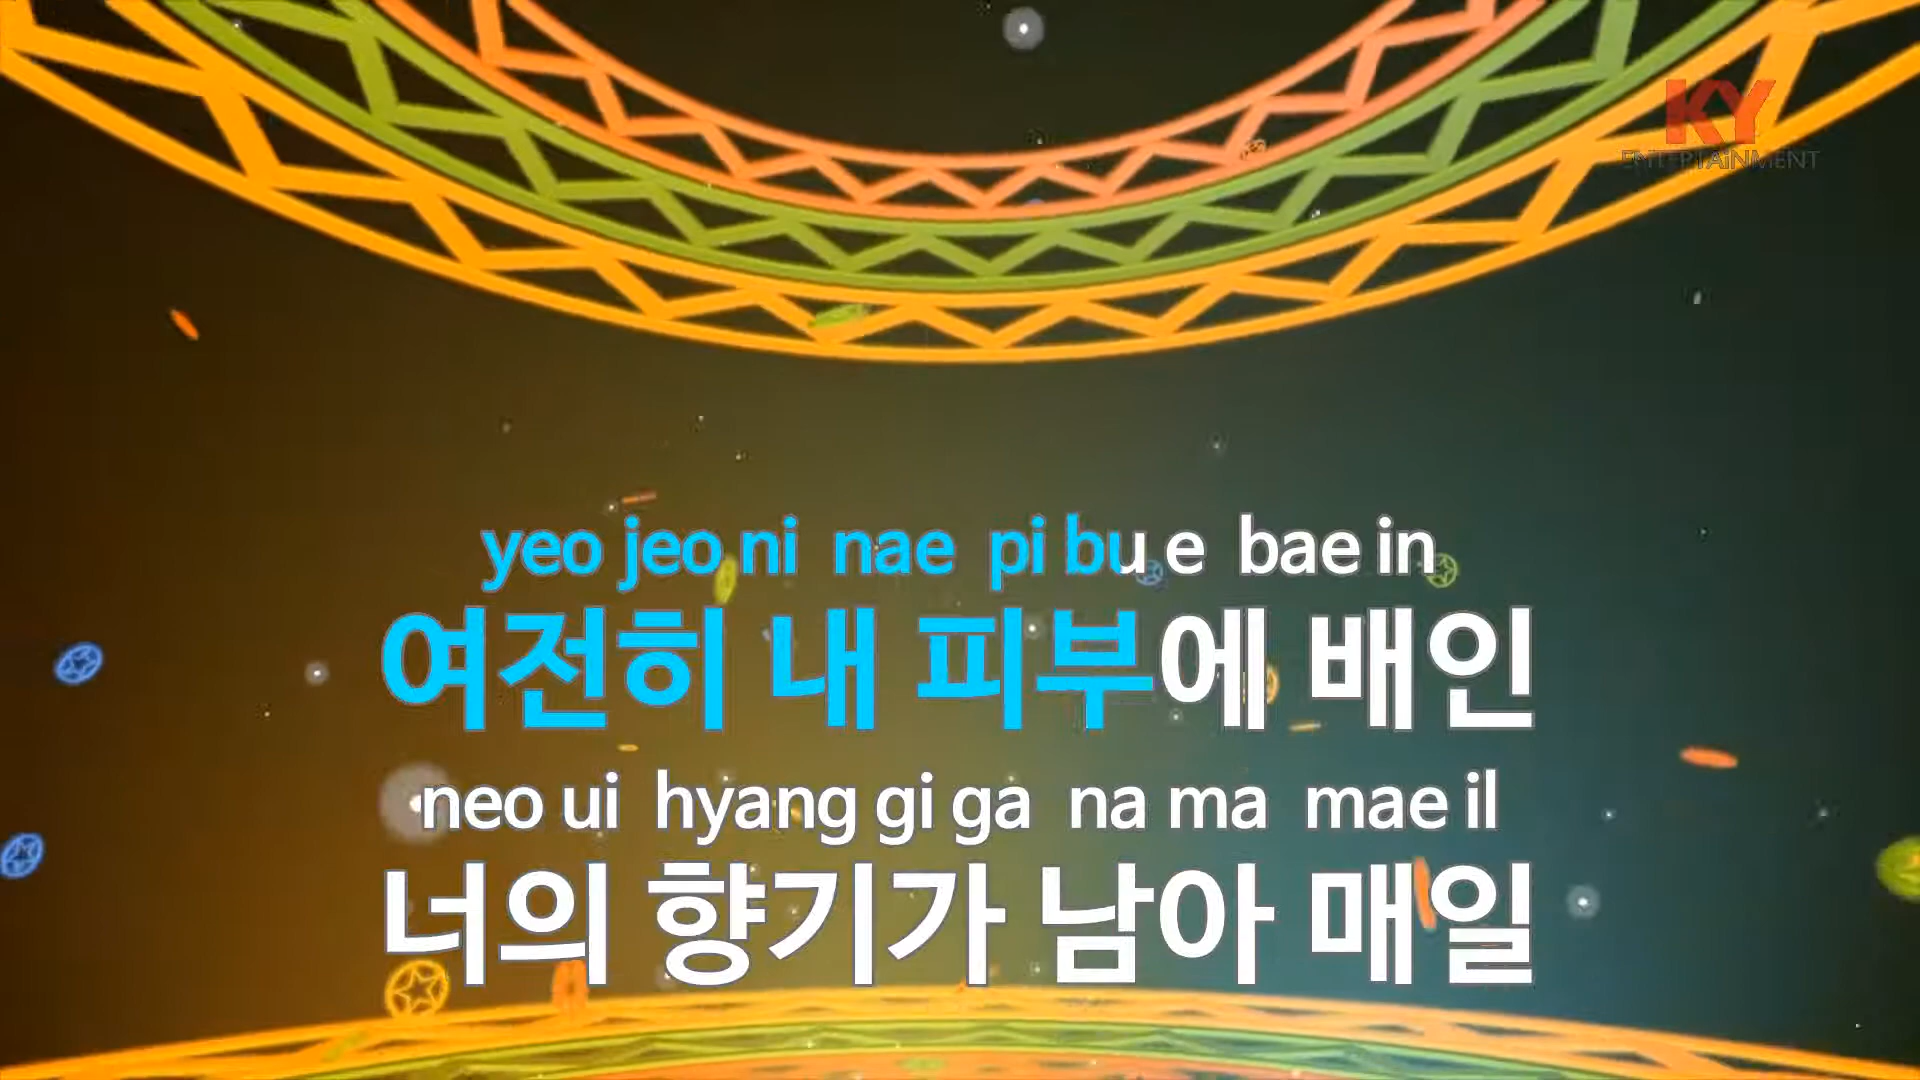 KY
ENTERTAiNMENT
yeo jeo ni nae pi bu e bae in
여전히 내 피부에 배인
neo ui hyang gi ga na ma mae il
너의 향기가 남아 매일